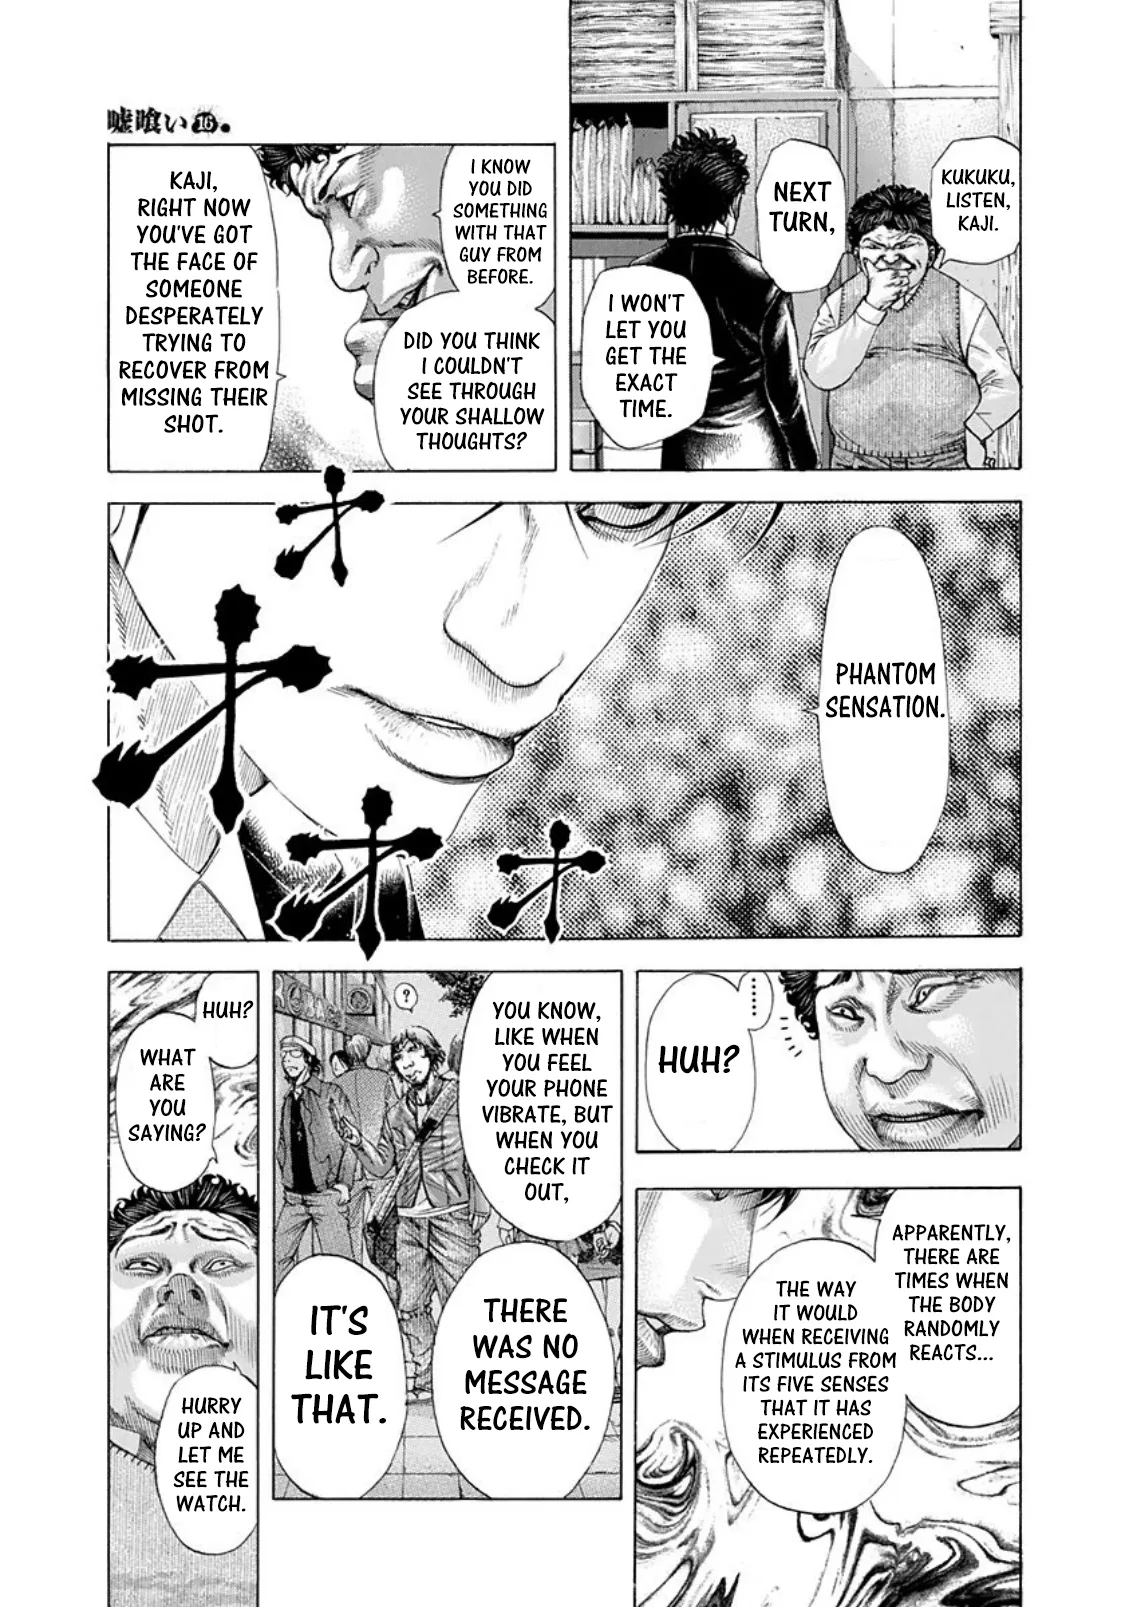 嘘喰い 16.
KUKUKU,
LISTEN,
KAJI.
NEXT
TURN,
I WON'T
LET YOU
GET THE
EXACT
TIME.
I KNOW
YOU DID
SOMETHING
WITH THAT
GUY FROM
BEFORE.
DID YOU THINK
I COULDN'T
SEE THROUGH
YOUR SHALLOW
THOUGHTS?
KAJI,
RIGHT NOW
YOU'VE GOT
THE FACE OF
SOMEONE
DESPERATELY
TRYING TO
RECOVER FROM
MISSING THEIR
SHOT.
PHANTOM
SENSATION.
オ
オ
オ
オ
......
HUH?
APPARENTLY,
THERE ARE
TIMES WHEN
THE BODY
RANDOMLY
REACTS...
THE WAY
IT WOULD
WHEN RECEIVING
A STIMULUS FROM
ITS FIVE SENSES
THAT IT HAS
EXPERIENCED
REPEATEDLY.
YOU KNOW,
LIKE WHEN
YOU FEEL
YOUR PHONE
VIBRATE, BUT
WHEN YOU
CHECK IT
OUT,
?
THERE
WAS NO
MESSAGE
RECEIVED.
IT'S
LIKE
THAT.
HUH?
WHAT
ARE
YOU
SAYING?
HURRY
UP AND
LET ME
SEE THE
WATCH.